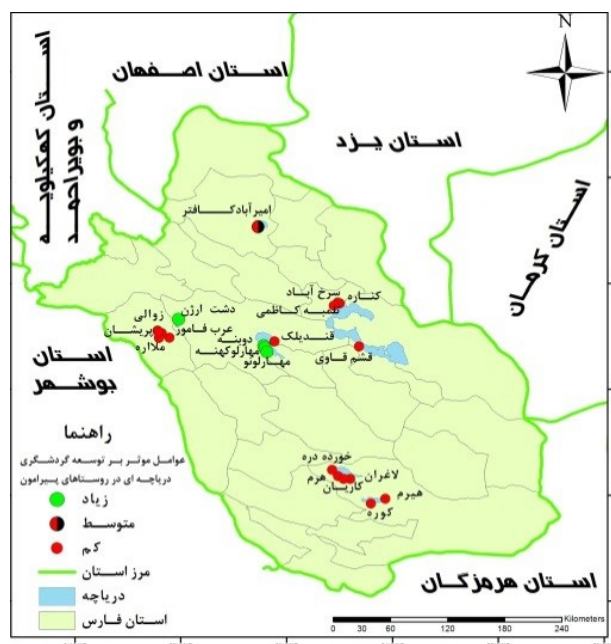 N
استان اصفهان
استان کهکیلویه
و بویراحمد
استان یزد
استان کرمان
امیرآباد کافتر
سرخ آباد
کناره
نقبه کاظمی
دشت ارژن
زوالی
عرب فامور
پریشان
ملااره
دوبنه
قندیلک
مهارلوکهنه
مهارلونو
قشم قاوی
استان
بوشهر
خورده دره
لاغران
هرم
کاریان
هیرم
کوره
راهنما
عوامل موثر بر توسعه گردشگری
دریاچه ای در روستاهای پیرامون
زیاد
متوسط
کم
مرز استان
دریاچه
استان فارس
استان هرمزگان
Kilometers
0 30 60 120 180 240